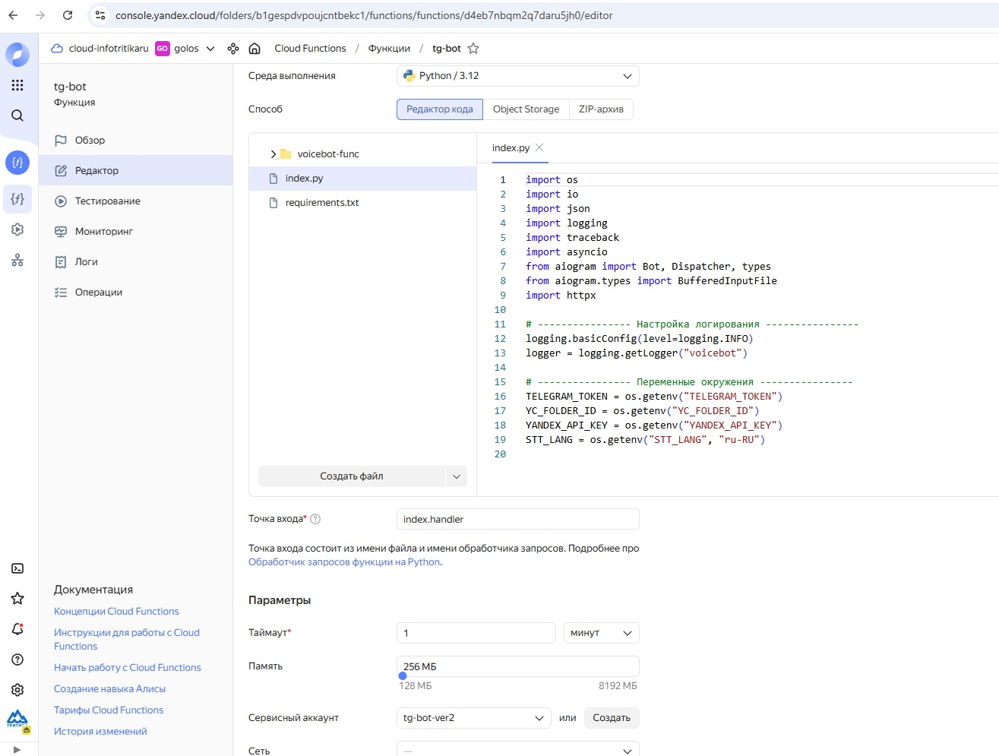 console.yandex.cloud/folders/b1gespdvpoujcntbekc1/functions/functions/d4eb7nbqm2q7daru5jh0/editor
cloud-infotritikaru GO golos Cloud Functions / Функции / tg-bot
tg-bot
Функция
Обзор
Редактор
Тестирование
Мониторинг
Логи
Операции
Документация
Концепции Cloud Functions
Инструкции для работы с Cloud
Functions
Начать работу с Cloud Functions
Создание навыка Алисы
Тарифы Cloud Functions
История изменений
Среда выполнения Python / 3.12
Способ Редактор кода Object Storage ZIP-архив
voicebot-func
index.py
requirements.txt
Создать файл
index.py
1 import os
2 import io
3 import json
4 import logging
5 import traceback
6 import asyncio
7 from aiogram import Bot, Dispatcher, types
8 from aiogram.types import BufferedInputFile
9 import httpx
10
11 # ---------------- Настройка логирования ----------------
12 logging.basicConfig(level=logging.INFO)
13 logger = logging.getLogger("voicebot")
14
15 # ---------------- Переменные окружения ----------------
16 TELEGRAM_TOKEN = os.getenv("TELEGRAM_TOKEN")
17 YC_FOLDER_ID = os.getenv("YC_FOLDER_ID")
18 YANDEX_API_KEY = os.getenv("YANDEX_API_KEY")
19 STT_LANG = os.getenv("STT_LANG", "ru-RU")
20
Точка входа* index.handler
Точка входа состоит из имени файла и имени обработчика запросов. Подробнее про
Обработчик запросов функции на Python.
Параметры
Таймаут* 1 минут
Память 256 МБ
128 МБ 8192 МБ
Сервисный аккаунт tg-bot-ver2 или Создать
Сеть —